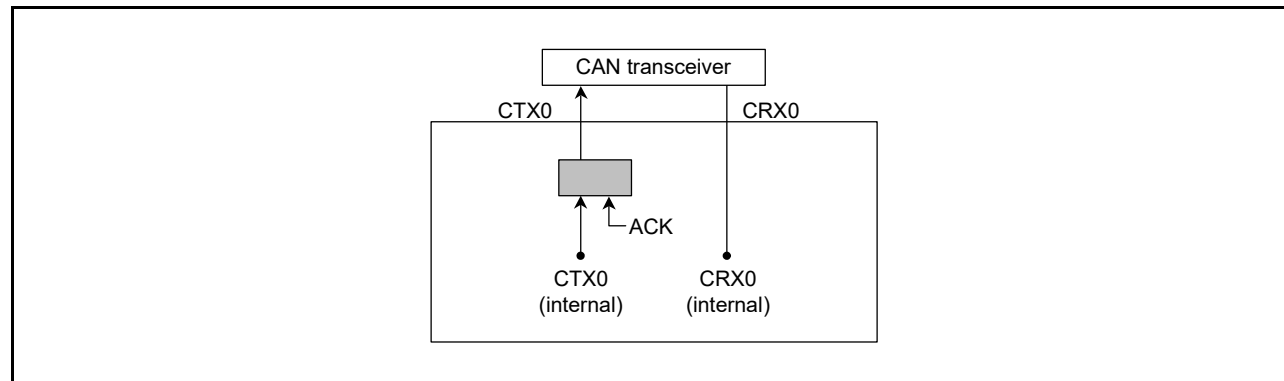 CAN transceiver
CTX0
CRX0
ACK
CTX0
(internal)
CRX0
(internal)